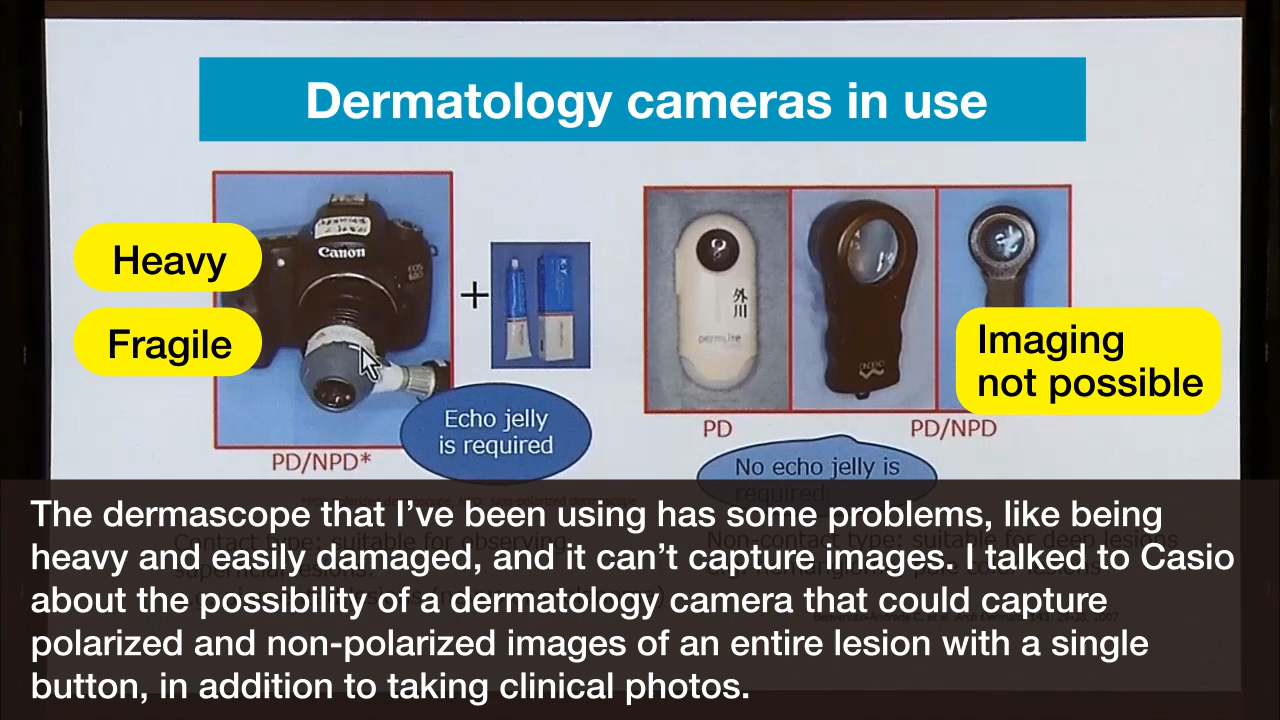 Dermatology cameras in use
Heavy
Fragile
Canon
EOS
+
K-Y
外川
Imaging
not possible
Echo jelly
is required
PD
PD/NPD
PD/NPD*
No echo jelly is
required
The dermascope that I’ve been using has some problems, like being
heavy and easily damaged, and it can’t capture images. I talked to Casio
about the possibility of a dermatology camera that could capture
polarized and non-polarized images of an entire lesion with a single
button, in addition to taking clinical photos.
Contact type: suitable for observing
superficial lesions.
Non-contact type: suitable for deep lesions